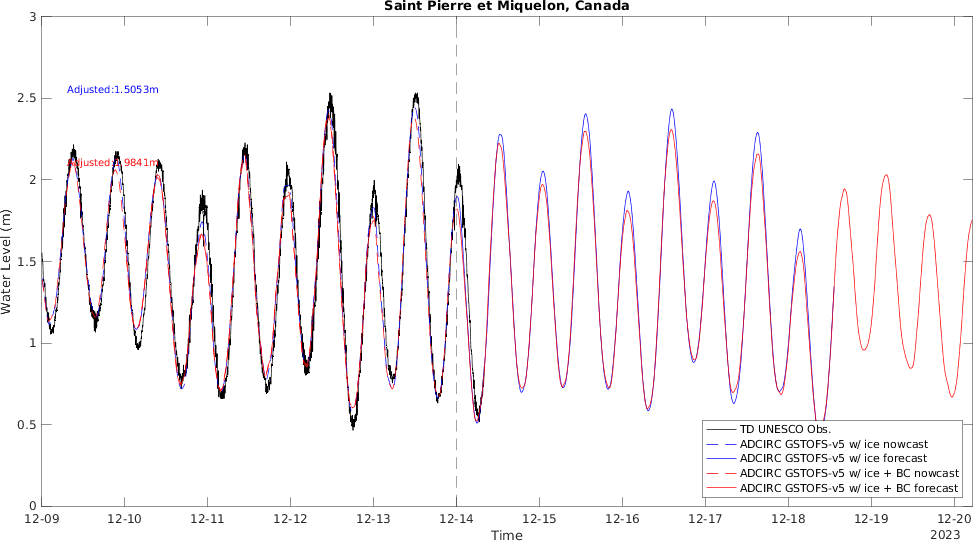 Saint Pierre et Miquelon, Canada
3
2.5
2
1.5
1
0.5
0
Water Level (m)
Adjusted:1.5053m
Adjusted 9841m
12-09
12-10
12-11
12-12
12-13
12-14
12-15
12-16
12-17
12-18
12-19
12-20
2023
Time
TD UNESCO Obs.
ADCIRC GSTOFS-v5 w/ ice nowcast
ADCIRC GSTOFS-v5 w/ ice forecast
ADCIRC GSTOFS-v5 w/ ice + BC nowcast
ADCIRC GSTOFS-v5 w/ ice + BC forecast